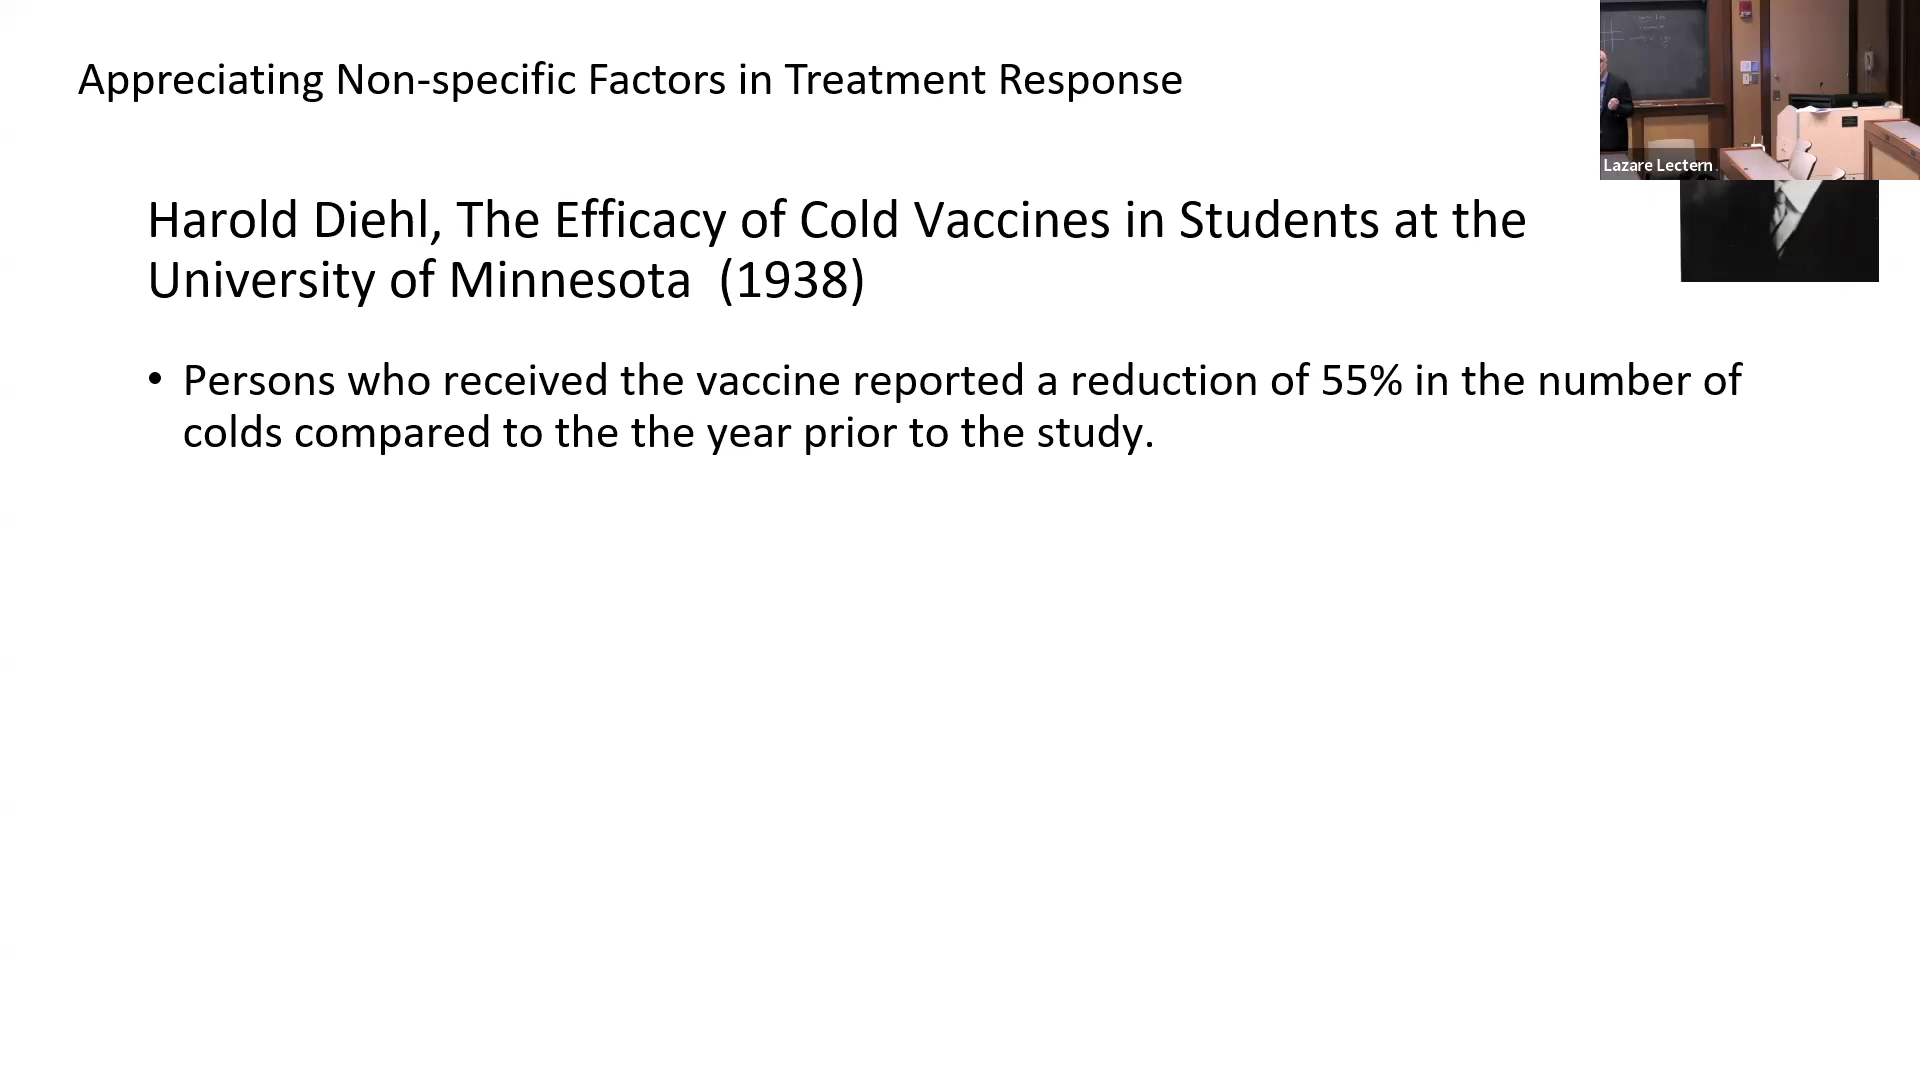 Appreciating Non-specific Factors in Treatment Response
Harold Diehl, The Efficacy of Cold Vaccines in Students at the
University of Minnesota  (1938)
• Persons who received the vaccine reported a reduction of 55% in the number of
colds compared to the the year prior to the study.
Lazare Lectern